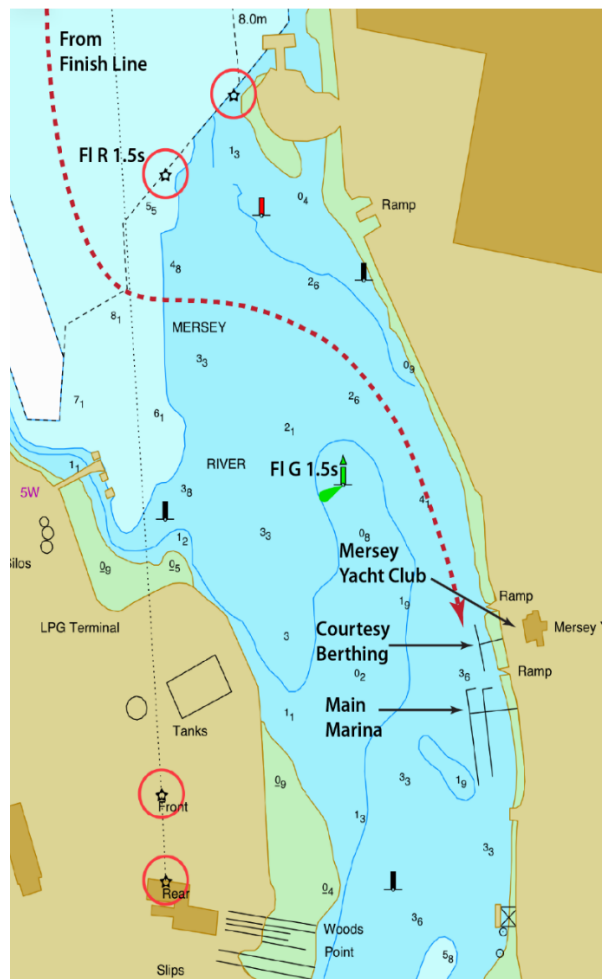 8.0m
From
Finish Line
Fl R 1.5s
1₃
0₄
Ramp
5₅
4₈
2₆
8₁
MERSEY
3₃
0₉
7₁
6₁
2₆
2₁
1₁
RIVER
Fl G 1.5s
5W
3₈
4₁
3₃
0₈
1₂
Silos
0₉
0₅
Mersey
Yacht Club
1₉
Ramp
LPG Terminal
3
Courtesy
Berthing
Mersey Y
0₂
3₆
Ramp
1₁
Main
Marina
Tanks
0₉
3₃
1₉
Front
1₃
3₃
Rear
0₄
3₆
Woods
Point
5₈
Slips